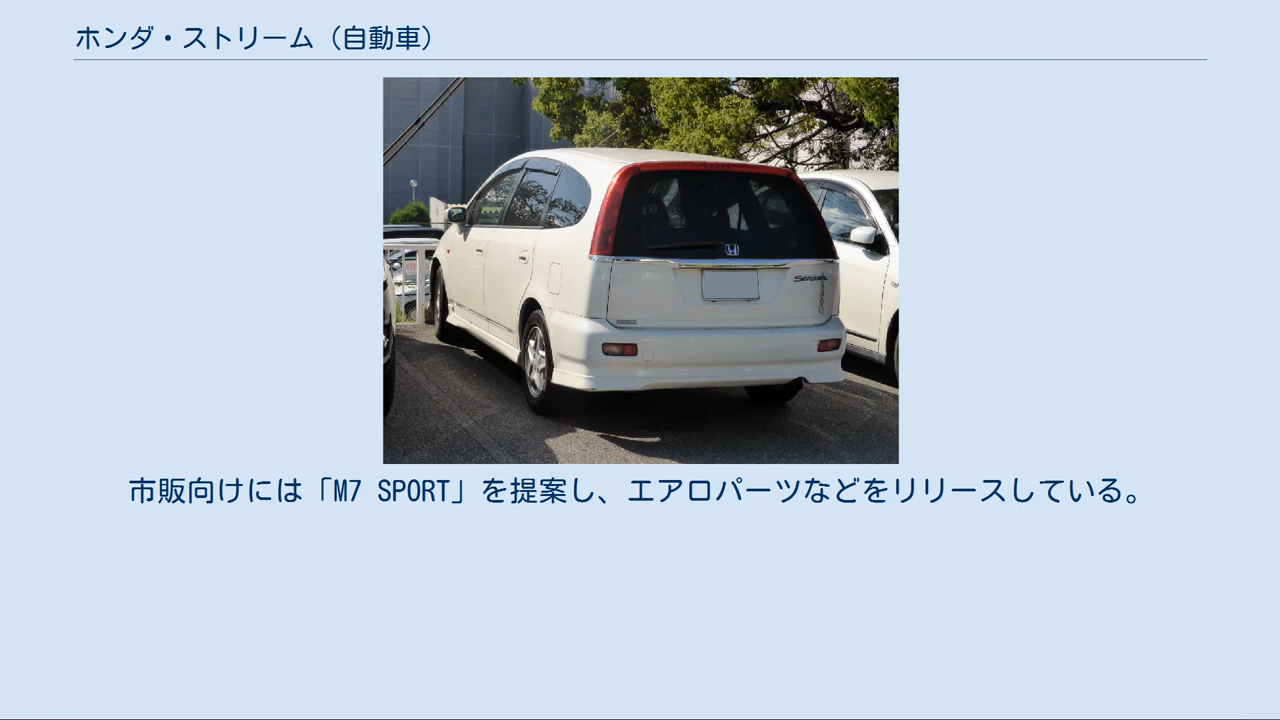 ホンダ・ストリーム（自動車）
市販向けには「M7 SPORT」を提案し、エアロパーツなどをリリースしている。